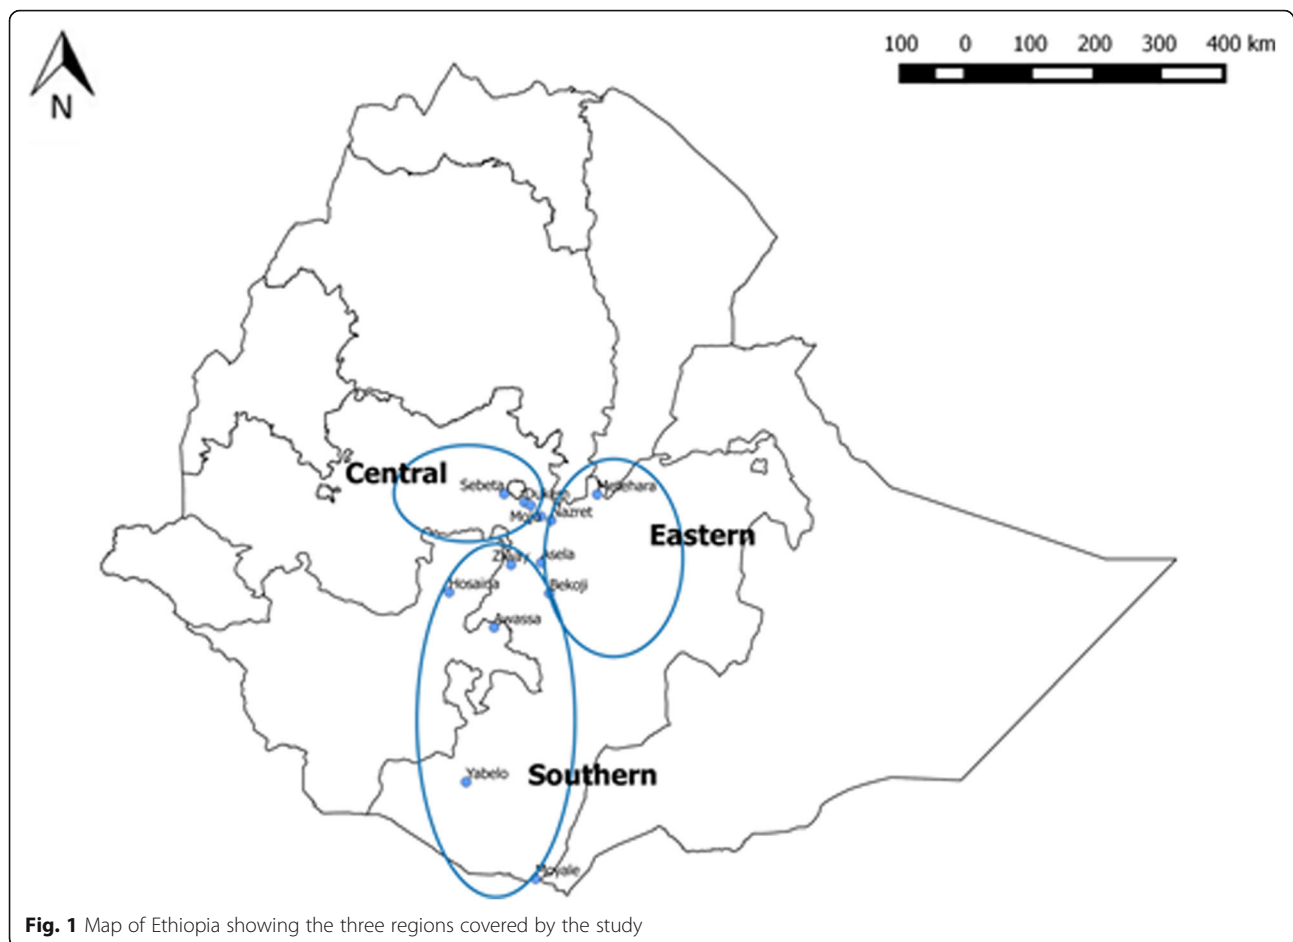 100 0 100 200 300 400 km
N
Central
Sebeta
Metehara
Nazret
Eastern
Asela
Hosaina
Bekoji
Awassa
Yabelo
Southern
Moyale
Fig. 1 Map of Ethiopia showing the three regions covered by the study